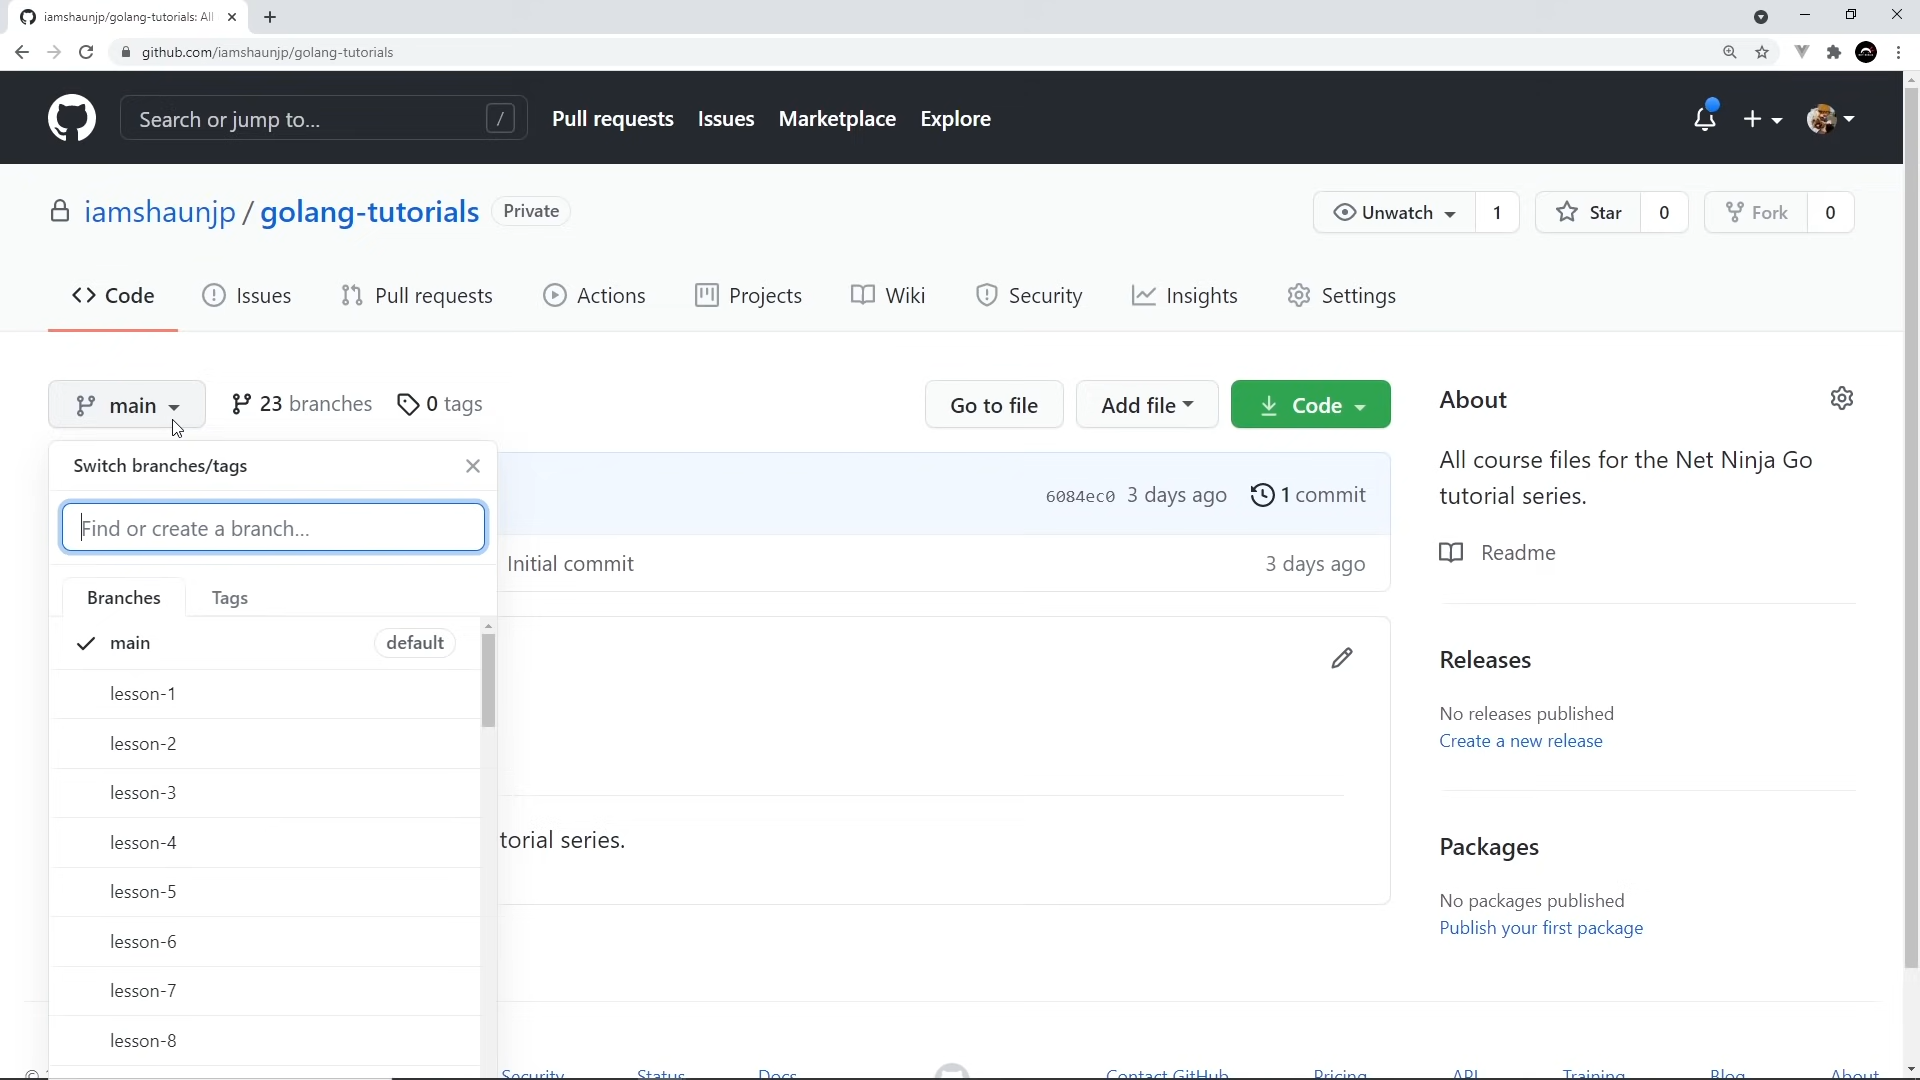 iamshaunjp/golang-tutorials: All
github.com/iamshaunjp/golang-tutorials
Search or jump to...
/
Pull requests
Issues
Marketplace
Explore
iamshaunjp / golang-tutorials
Private
Unwatch
1
Star
0
Fork
0
Code
Issues
Pull requests
Actions
Projects
Wiki
Security
Insights
Settings
main
23 branches
0 tags
Go to file
Add file
Code
About
All course files for the Net Ninja Go
tutorial series.
Readme
Switch branches/tags
Find or create a branch...
Branches
Tags
main
default
lesson-1
lesson-2
lesson-3
lesson-4
lesson-5
lesson-6
lesson-7
lesson-8
6084ec0 3 days ago
1 commit
Initial commit
3 days ago
torial series.
Releases
No releases published
Create a new release
Packages
No packages published
Publish your first package
©
Security
Status
Docs
Contact GitHub
Pricing
API
Training
Blog
About